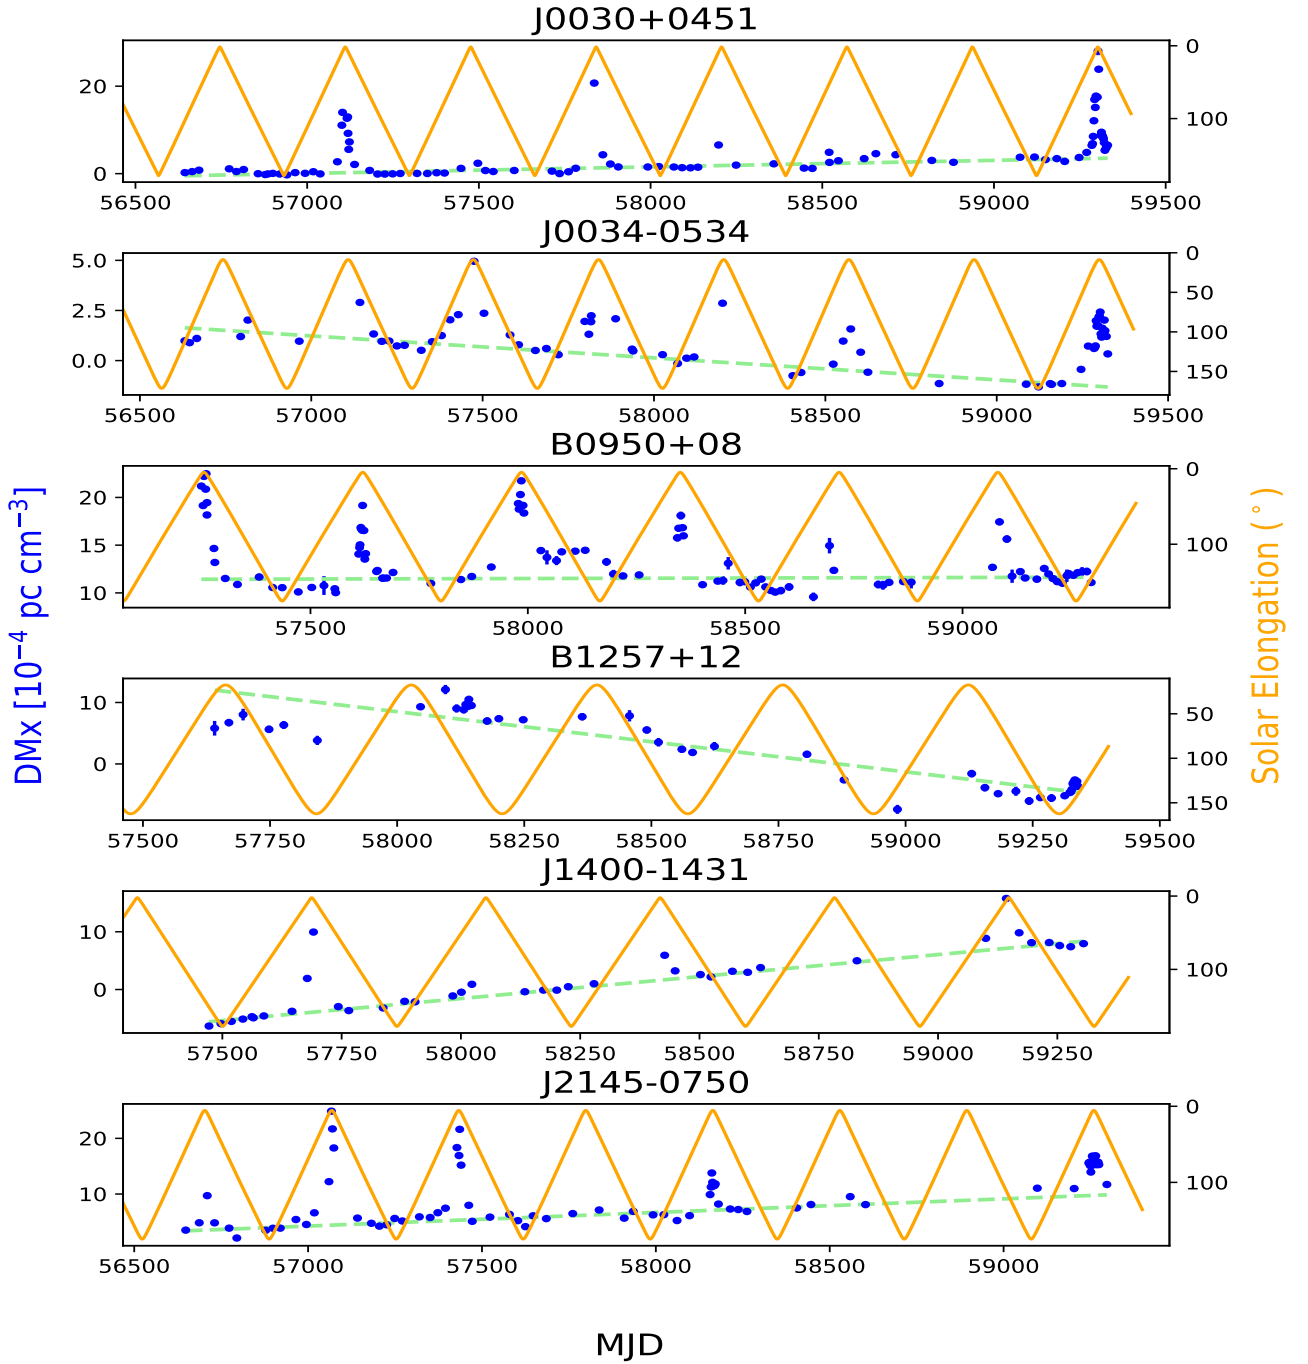 J0030+0451
20
0
0
100
56500 57000 57500 58000 58500 59000 59500
J0034-0534
5.0
2.5
0.0
0
50
100
150
56500 57000 57500 58000 58500 59000 59500
B0950+08
20
15
10
0
100
57500 58000 58500 59000
B1257+12
10
0
50
100
150
57500 57750 58000 58250 58500 58750 59000 59250 59500
J1400-1431
10
0
0
100
57500 57750 58000 58250 58500 58750 59000 59250
J2145-0750
20
10
0
100
56500 57000 57500 58000 58500 59000
DMx [10⁻⁴ pc cm⁻³]
Solar Elongation (°)
MJD